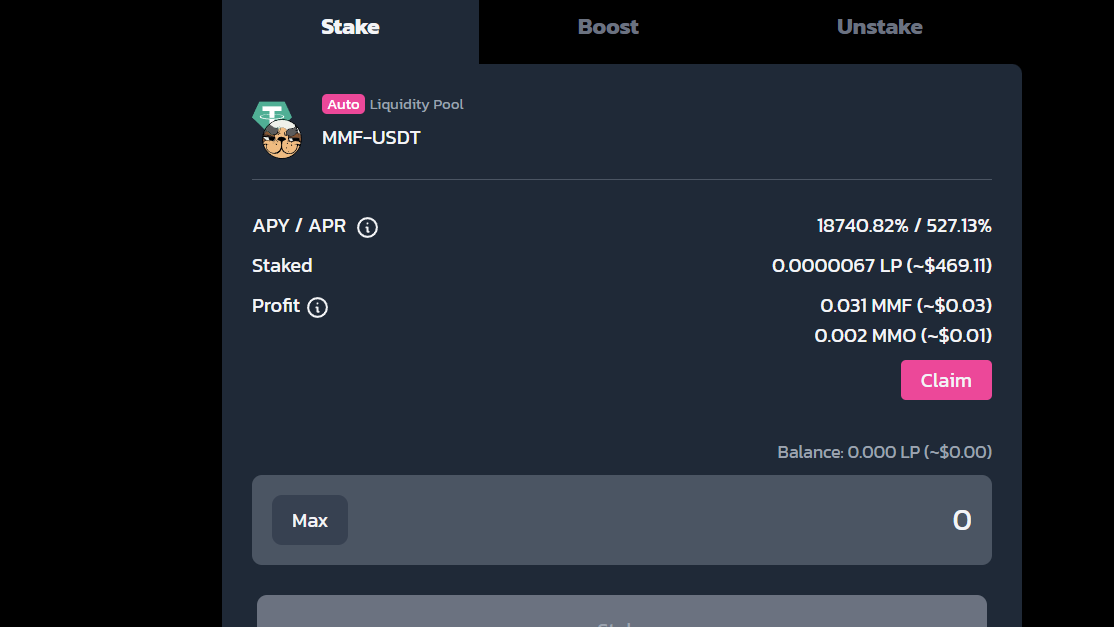 Stake Boost Unstake
Auto Liquidity Pool
MMF-USDT
APY / APR 18740.82% / 527.13%
Staked 0.0000067 LP (~$469.11)
Profit 0.031 MMF (~$0.03)
0.002 MMO (~$0.01)
Claim
Balance: 0.000 LP (~$0.00)
Max 0